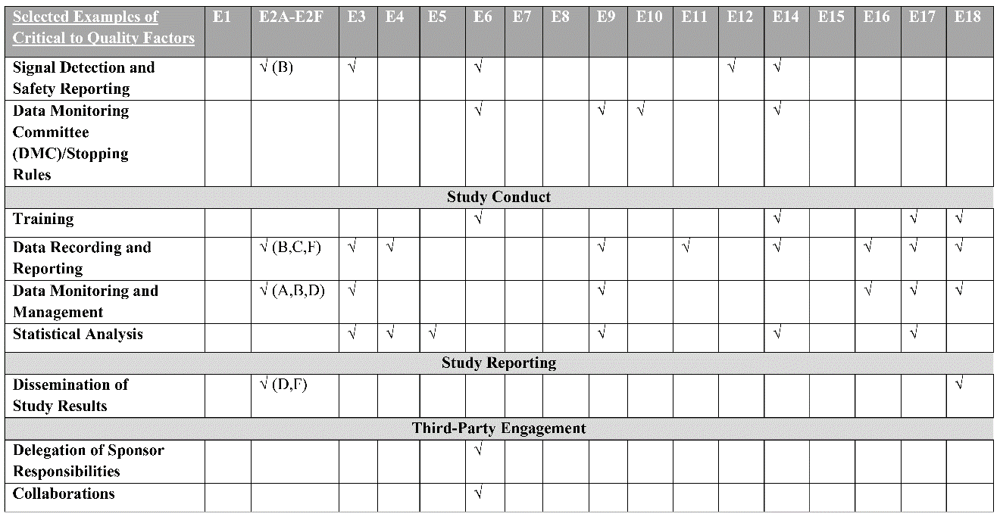 Selected Examples of E1 E2A-E2F E3 E4 E5 E6 E7 E8 E9 E10 E11 E12 E14 E15 E16 E17 E18
Critical to Quality Factors
Signal Detection and √ (B) √ √ √ √
Safety Reporting
Data Monitoring √ √ √ √
Committee
(DMC)/Stopping
Rules
Study Conduct
Training √ √ √ √
Data Recording and √ (B,C,F) √ √ √ √ √ √ √ √
Reporting
Data Monitoring and √ (A,B,D) √ √ √ √ √
Management
Statistical Analysis √ √ √ √ √ √
Study Reporting
Dissemination of √ (D,F) √
Study Results
Third-Party Engagement
Delegation of Sponsor √
Responsibilities
Collaborations √